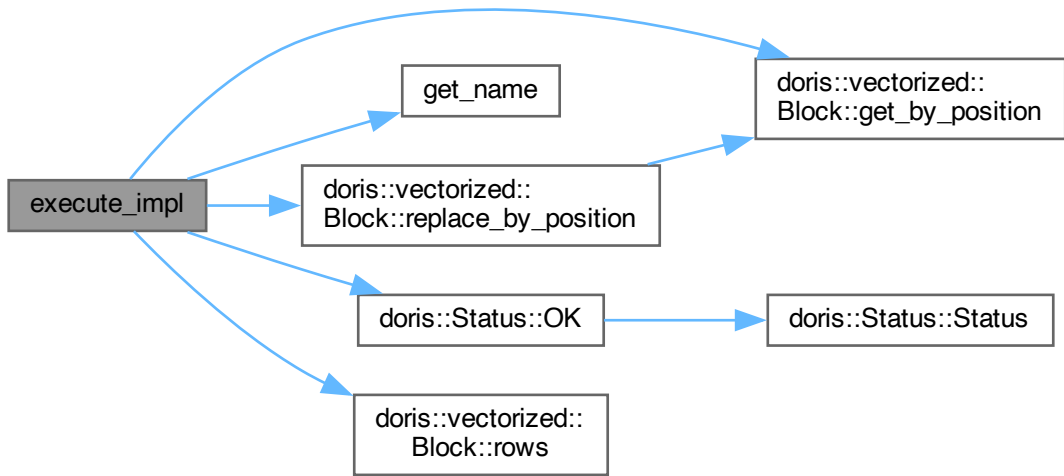 execute_impl
get_name
doris::vectorized::
Block::get_by_position
doris::vectorized::
Block::replace_by_position
doris::Status::OK
doris::Status::Status
doris::vectorized::
Block::rows